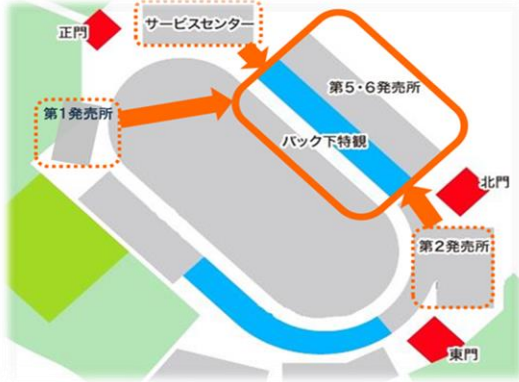 正門
サービスセンター
第5・6発売所
第1発売所
バック下特観
北門
第2発売所
東門